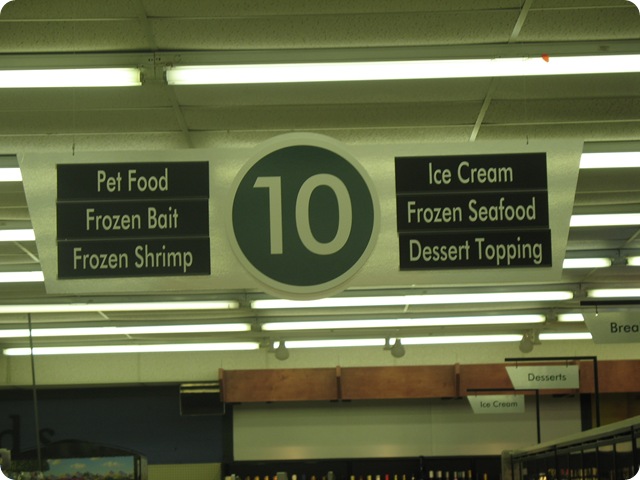 Pet Food
Frozen Bait
Frozen Shrimp
10
Ice Cream
Frozen Seafood
Dessert Topping
Desserts
Ice Cream